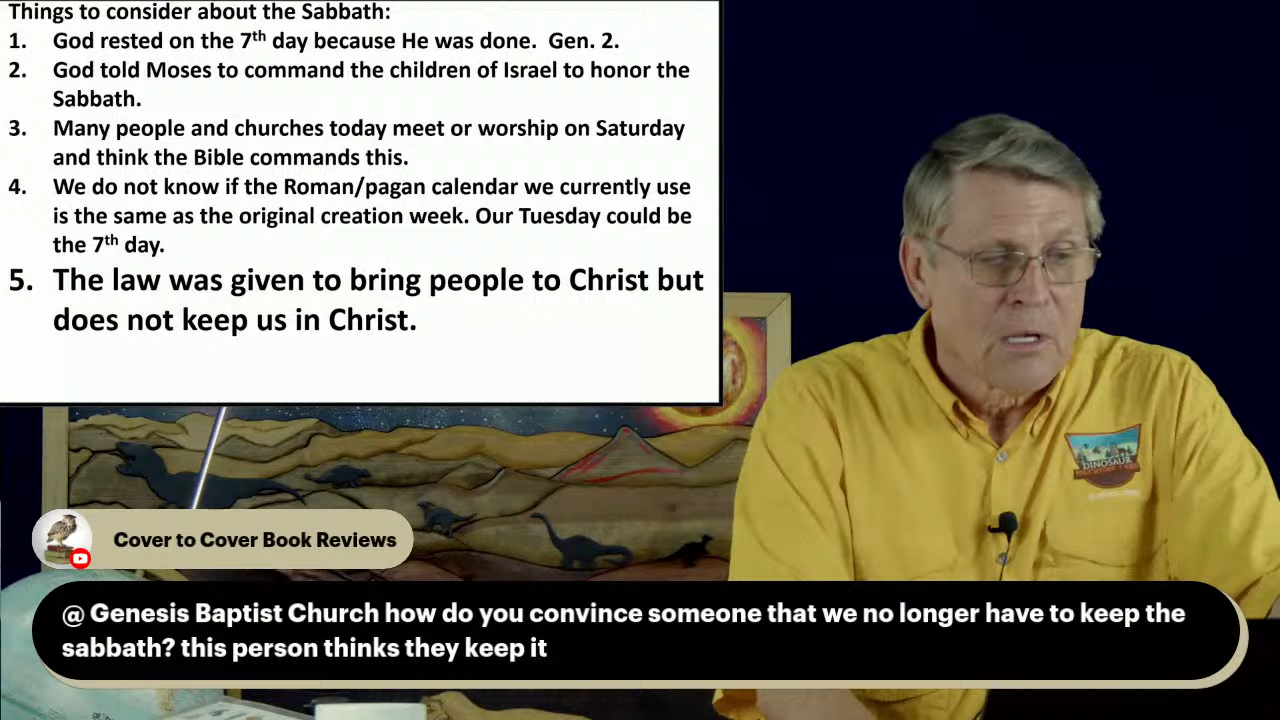 Things to consider about the Sabbath:
1. God rested on the 7th day because He was done. Gen. 2.
2. God told Moses to command the children of Israel to honor the
Sabbath.
3. Many people and churches today meet or worship on Saturday
and think the Bible commands this.
4. We do not know if the Roman/pagan calendar we currently use
is the same as the original creation week. Our Tuesday could be
the 7th day.
5. The law was given to bring people to Christ but
does not keep us in Christ.
DINOSAUR
Cover to Cover Book Reviews
@ Genesis Baptist Church how do you convince someone that we no longer have to keep the
sabbath? this person thinks they keep it